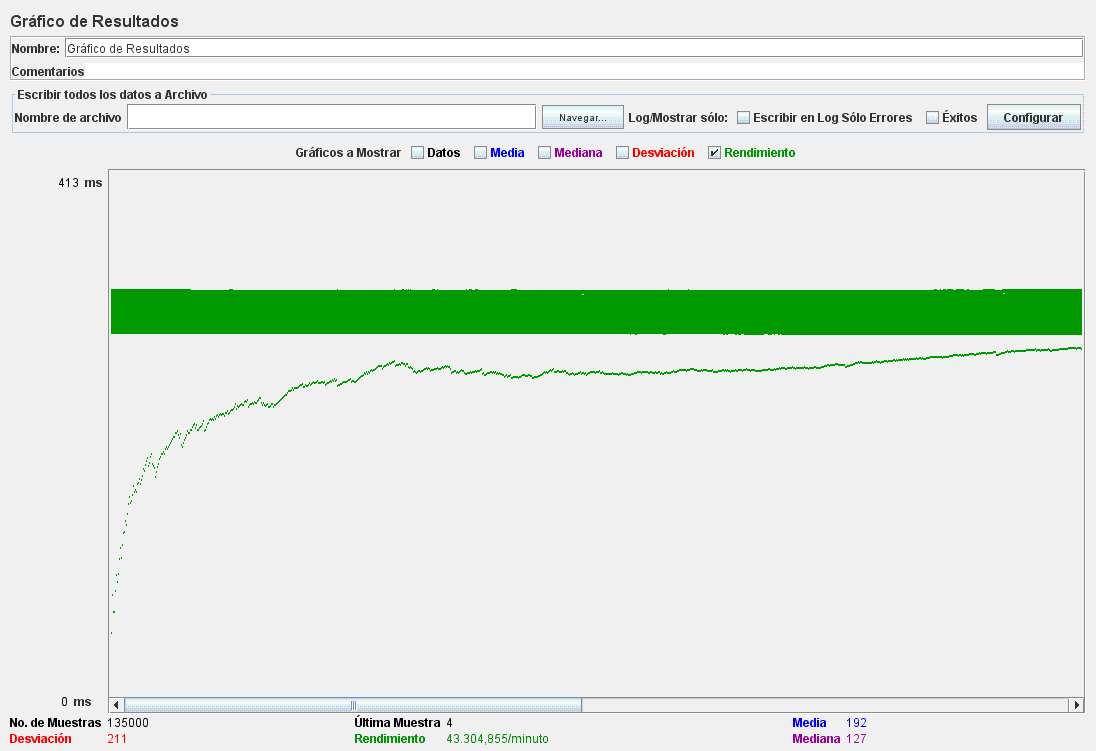 Gráfico de Resultados
Nombre: Gráfico de Resultados
Comentarios
Escribir todos los datos a Archivo
Nombre de archivo Navegar... Log/Mostrar sólo: Escribir en Log Sólo Errores Éxitos Configurar
Gráficos a Mostrar Datos Media Mediana Desviación Rendimiento
413 ms
0 ms
No. de Muestras 135000 Última Muestra 4 Media 192
Desviación 211 Rendimiento 43.304,855/minuto Mediana 127